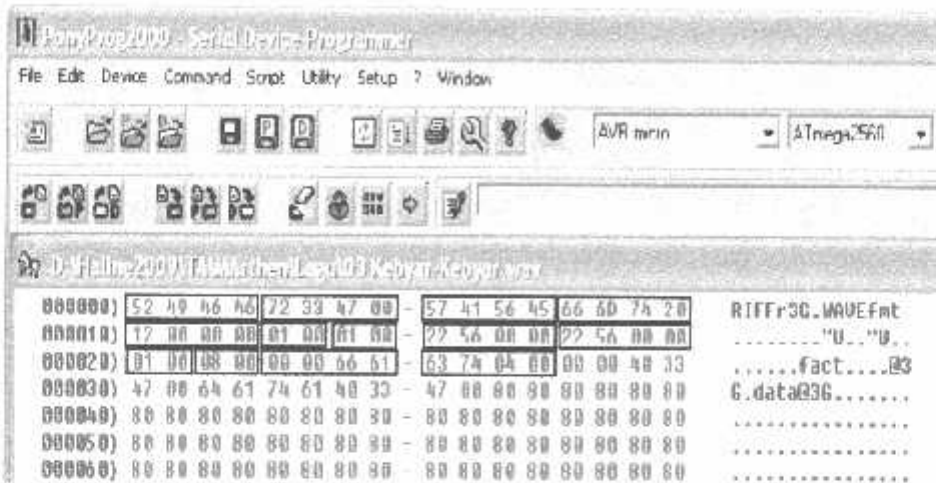 PonyProg2000 - Serial Device Programmer
File Edit Device Command Script Utility Setup ? Window
AVR micro ATmega2560
Kebyar-Kebyar.wav
000000) 52 49 46 46 72 33 47 00 - 57 41 56 45 66 6D 74 20 RIFFr3G.WAVEfmt
000010) 12 00 00 00 01 00 01 00 - 22 56 00 00 22 56 00 00 ........"V.."V..
000020) 01 00 08 00 00 00 66 61 - 63 74 04 00 00 00 40 33 ......fact....@3
000030) 47 00 64 61 74 61 40 33 - 47 00 80 80 80 80 80 80 G.data@3G.......
000040) 80 80 80 80 80 80 80 80 - 80 80 80 80 80 80 80 80 ................
000050) 80 80 80 80 80 80 80 80 - 80 80 80 80 80 80 80 80 ................
000060) 80 80 80 80 80 80 80 80 - 80 80 80 80 80 80 80 80 ................